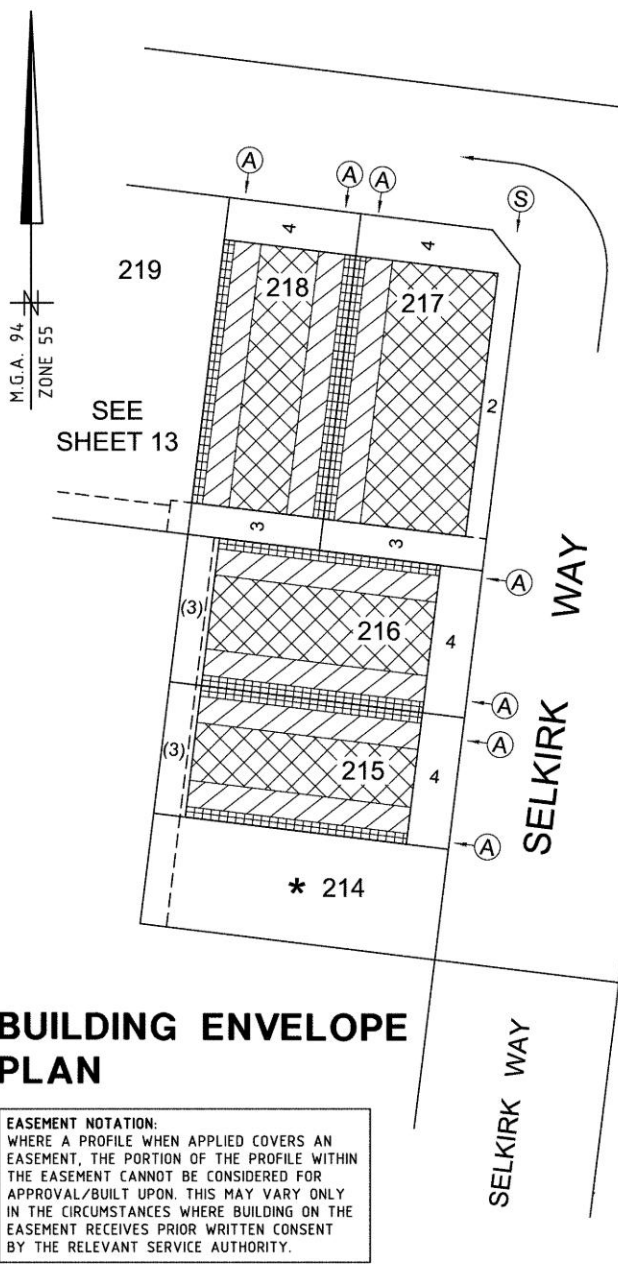 A
A
A
S
M.G.A. 94
ZONE 55
219
4
4
218
217
SEE
SHEET 13
2
3
3
(3)
216
4
A
WAY
A
(3)
215
4
A
SELKIRK
A
* 214
BUILDING ENVELOPE
PLAN
SELKIRK WAY
EASEMENT NOTATION:
WHERE A PROFILE WHEN APPLIED COVERS AN
EASEMENT, THE PORTION OF THE PROFILE WITHIN
THE EASEMENT CANNOT BE CONSIDERED FOR
APPROVAL/BUILT UPON. THIS MAY VARY ONLY
IN THE CIRCUMSTANCES WHERE BUILDING ON THE
EASEMENT RECEIVES PRIOR WRITTEN CONSENT
BY THE RELEVANT SERVICE AUTHORITY.